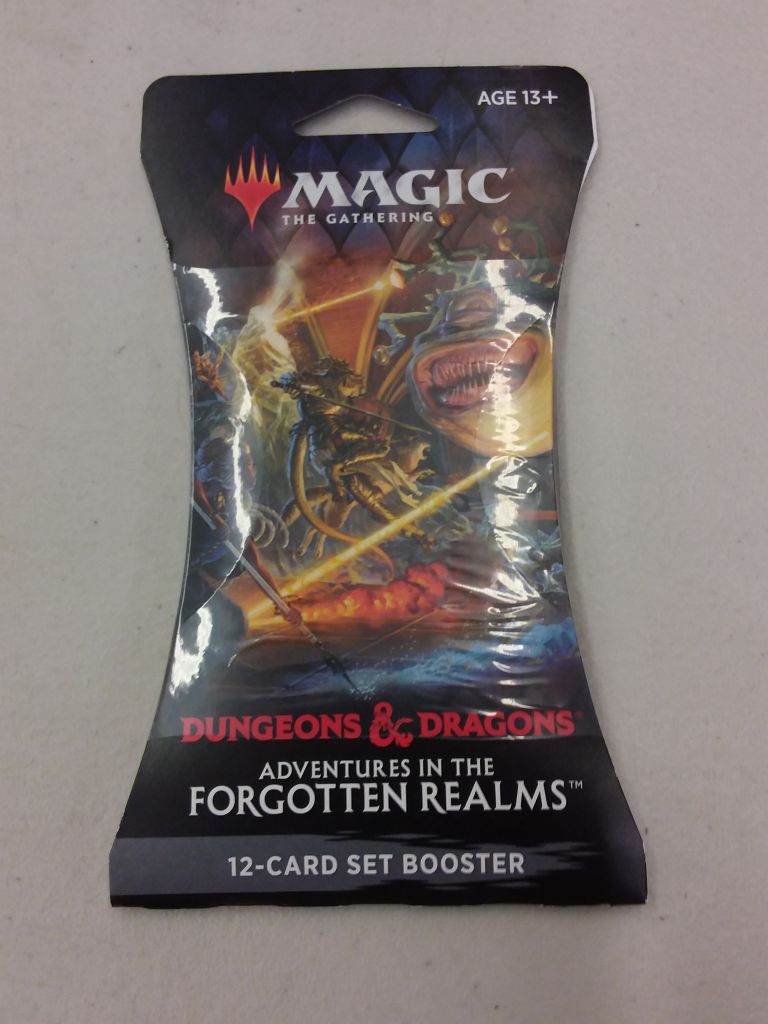 AGE 13+
MAGIC
THE GATHERING
DUNGEONS & DRAGONS®
ADVENTURES IN THE
FORGOTTEN REALMS™
12-CARD SET BOOSTER